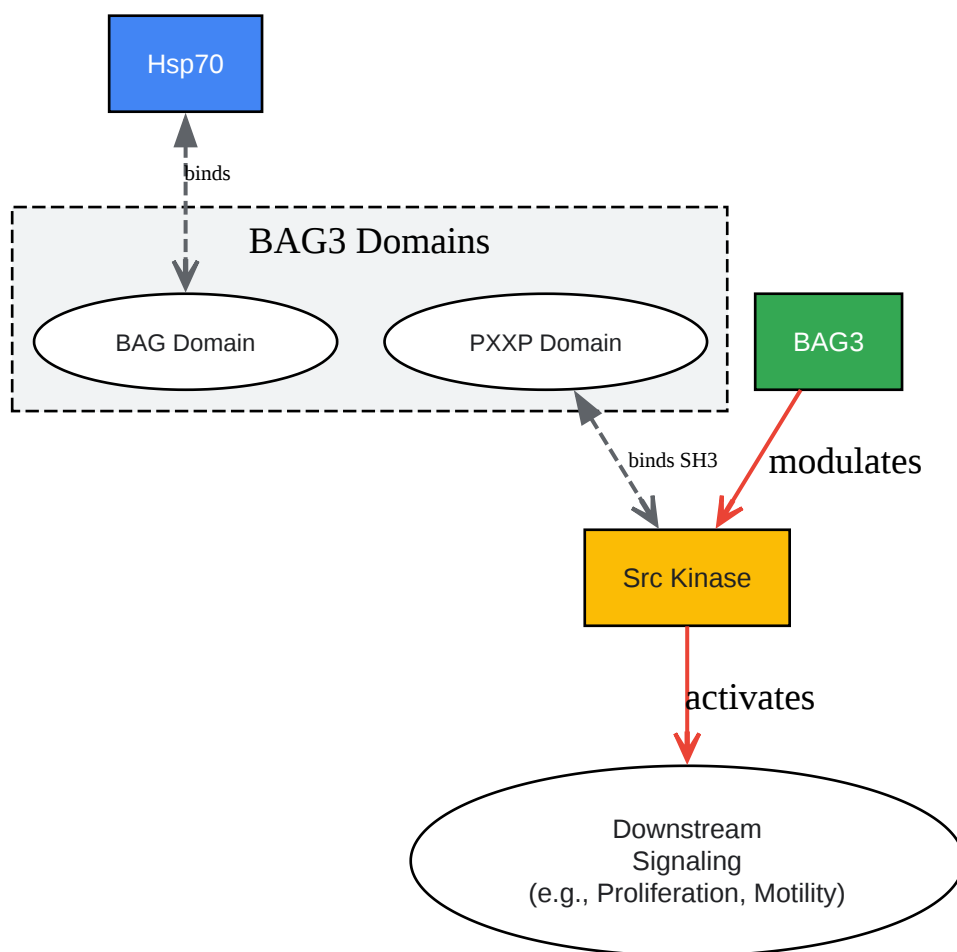 Hsp70
binds
BAG3 Domains
BAG Domain
PXXP Domain
BAG3
binds SH3
modulates
Src Kinase
activates
Downstream
Signaling
(e.g., Proliferation, Motility)